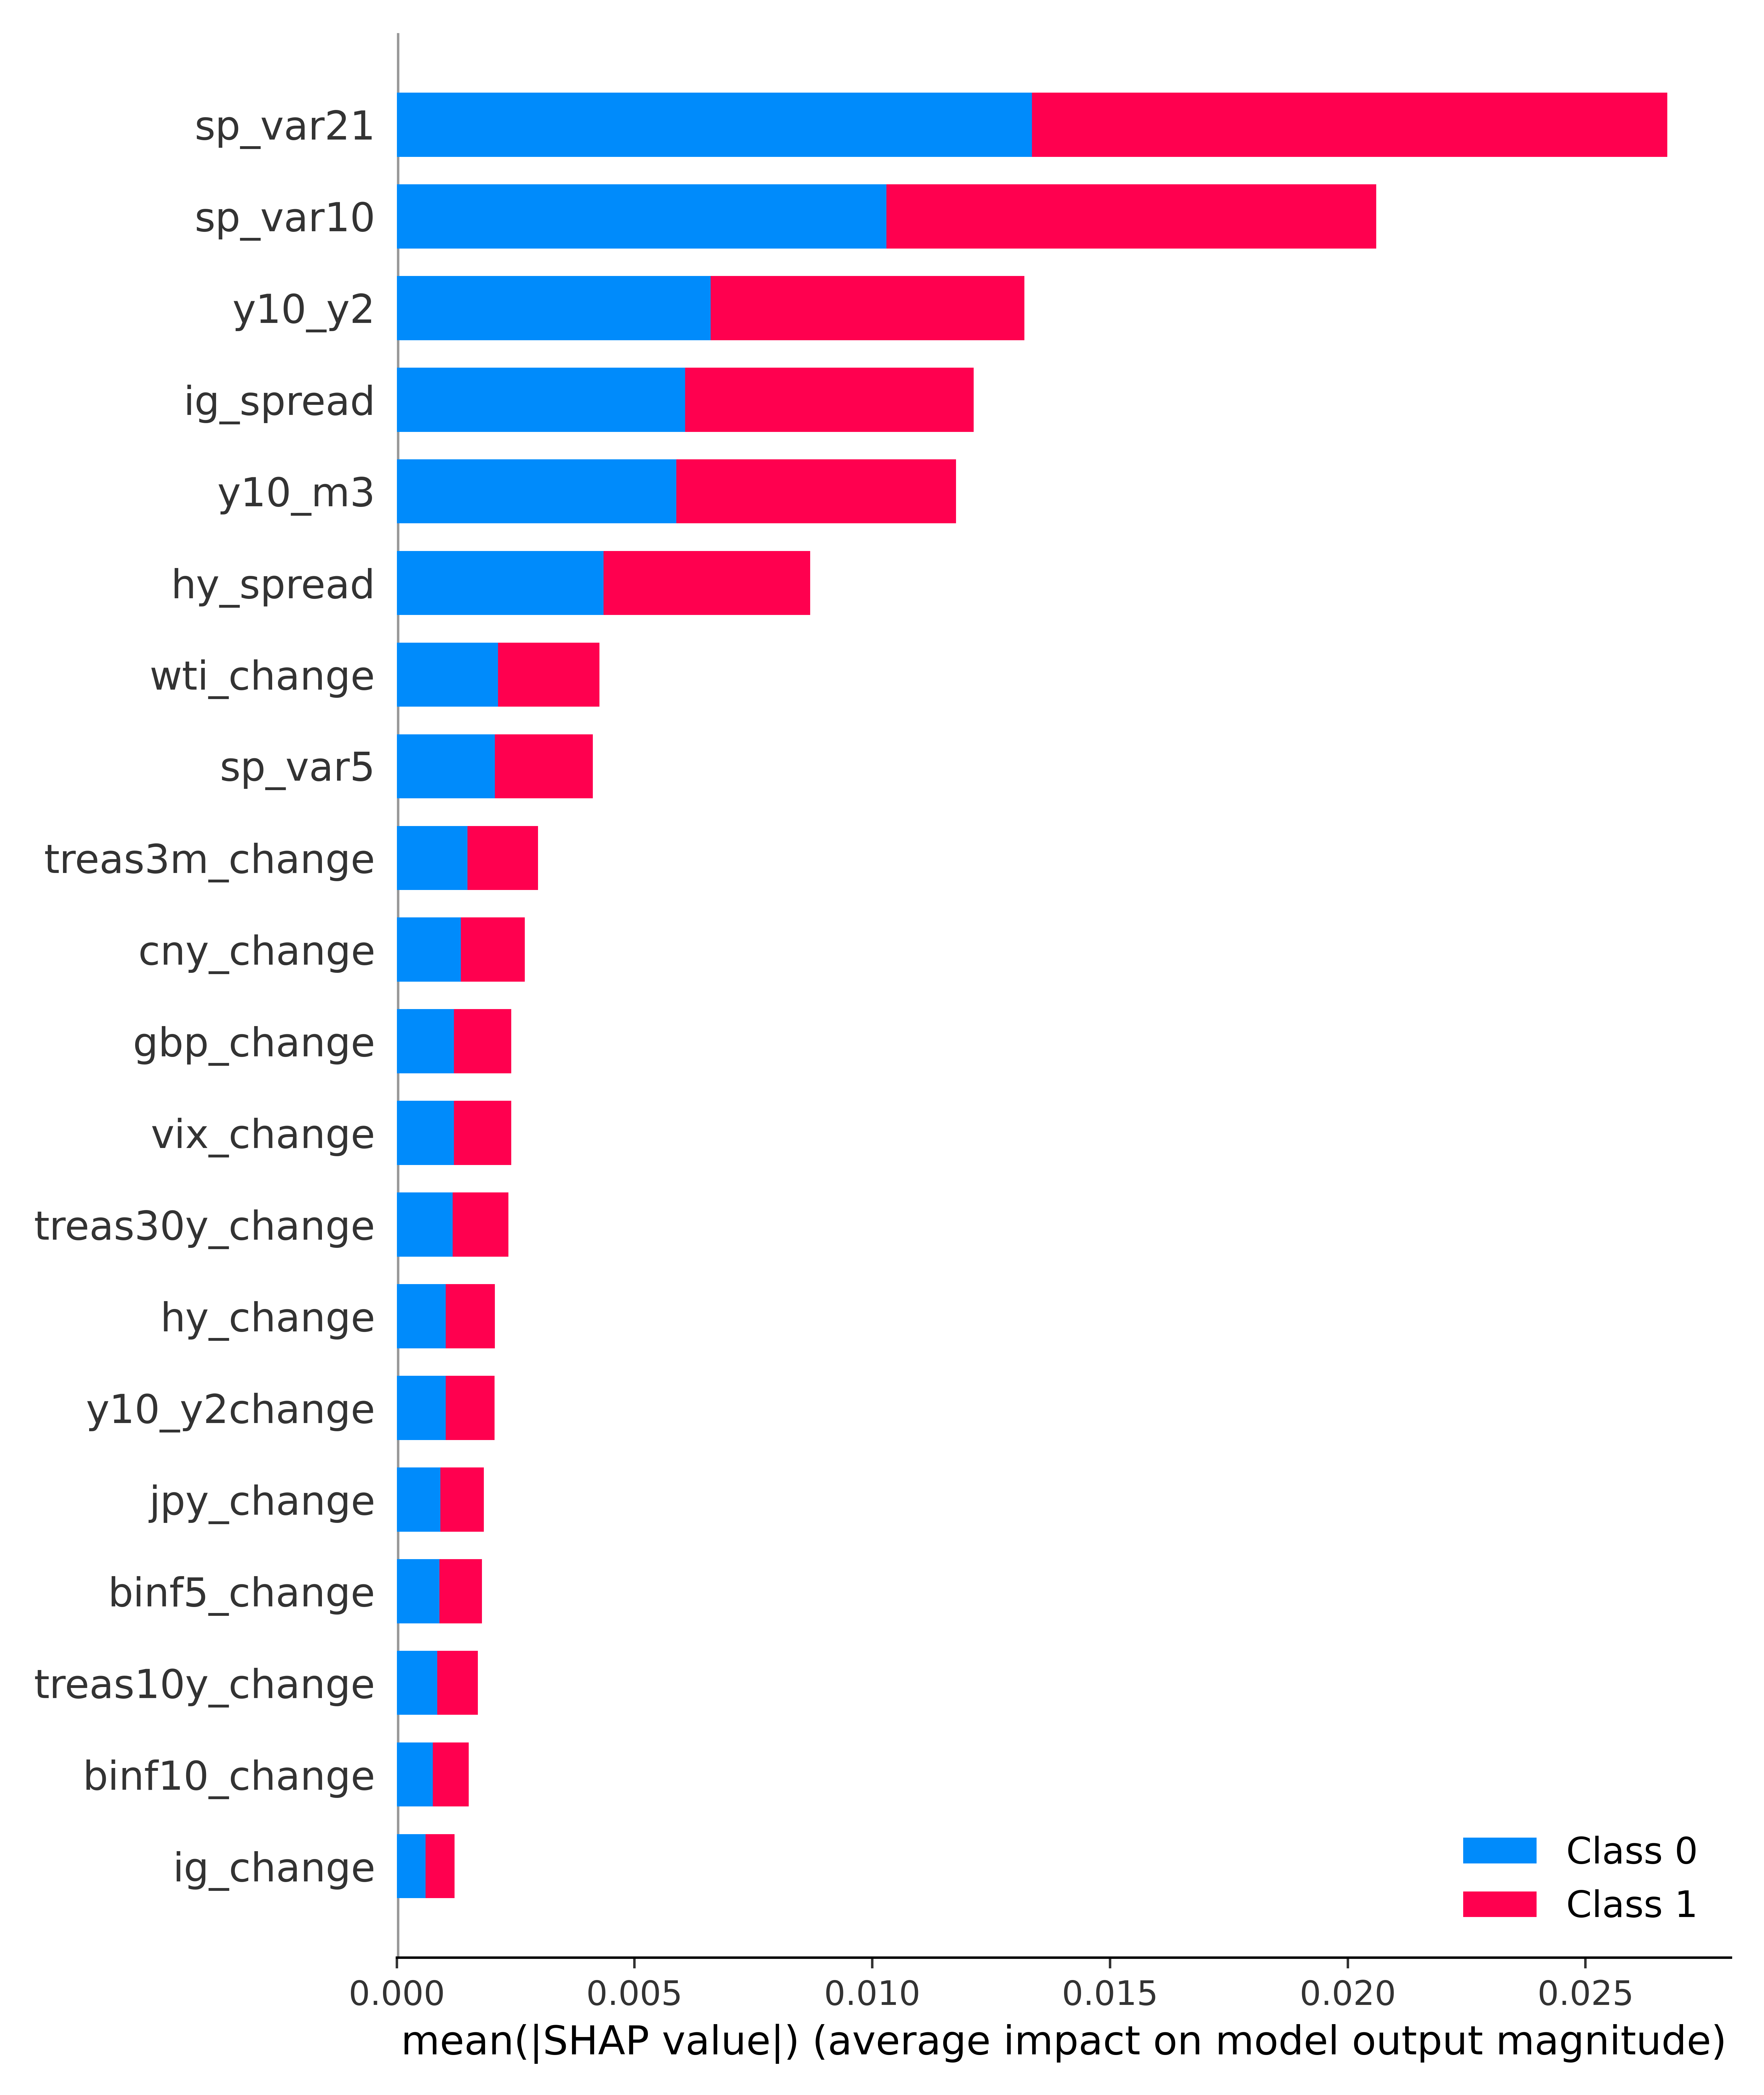 sp_var21
sp_var10
y10_y2
ig_spread
y10_m3
hy_spread
wti_change
sp_var5
treas3m_change
cny_change
gbp_change
vix_change
treas30y_change
hy_change
y10_y2change
jpy_change
binf5_change
treas10y_change
binf10_change
ig_change
Class 0
Class 1
0.000 0.005 0.010 0.015 0.020 0.025
mean(|SHAP value|) (average impact on model output magnitude)